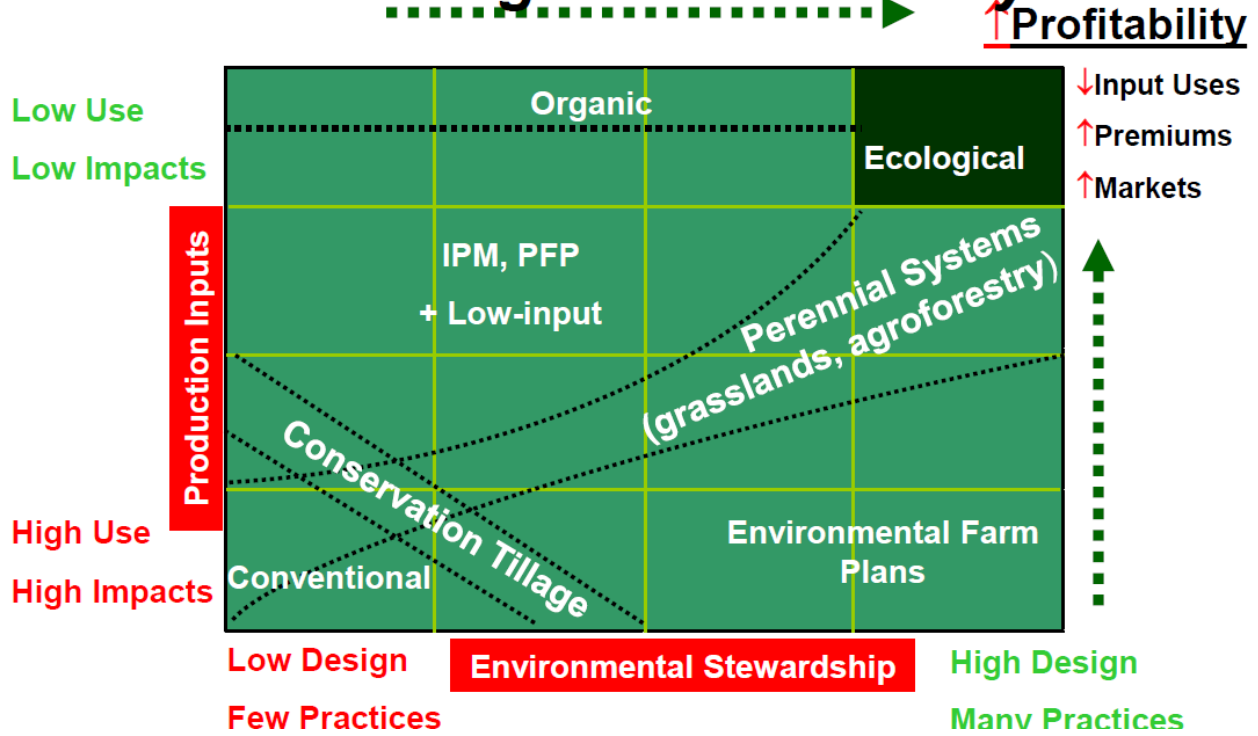 ↑Profitability
Low Use
Low Impacts
Organic
Ecological
↓Input Uses
↑Premiums
↑Markets
Production Inputs
IPM, PFP
+ Low-input
Perennial Systems
(grasslands, agroforestry)
Conservation Tillage
High Use
High Impacts
Conventional
Environmental Farm
Plans
Low Design
Few Practices
Environmental Stewardship
High Design
Many Practices